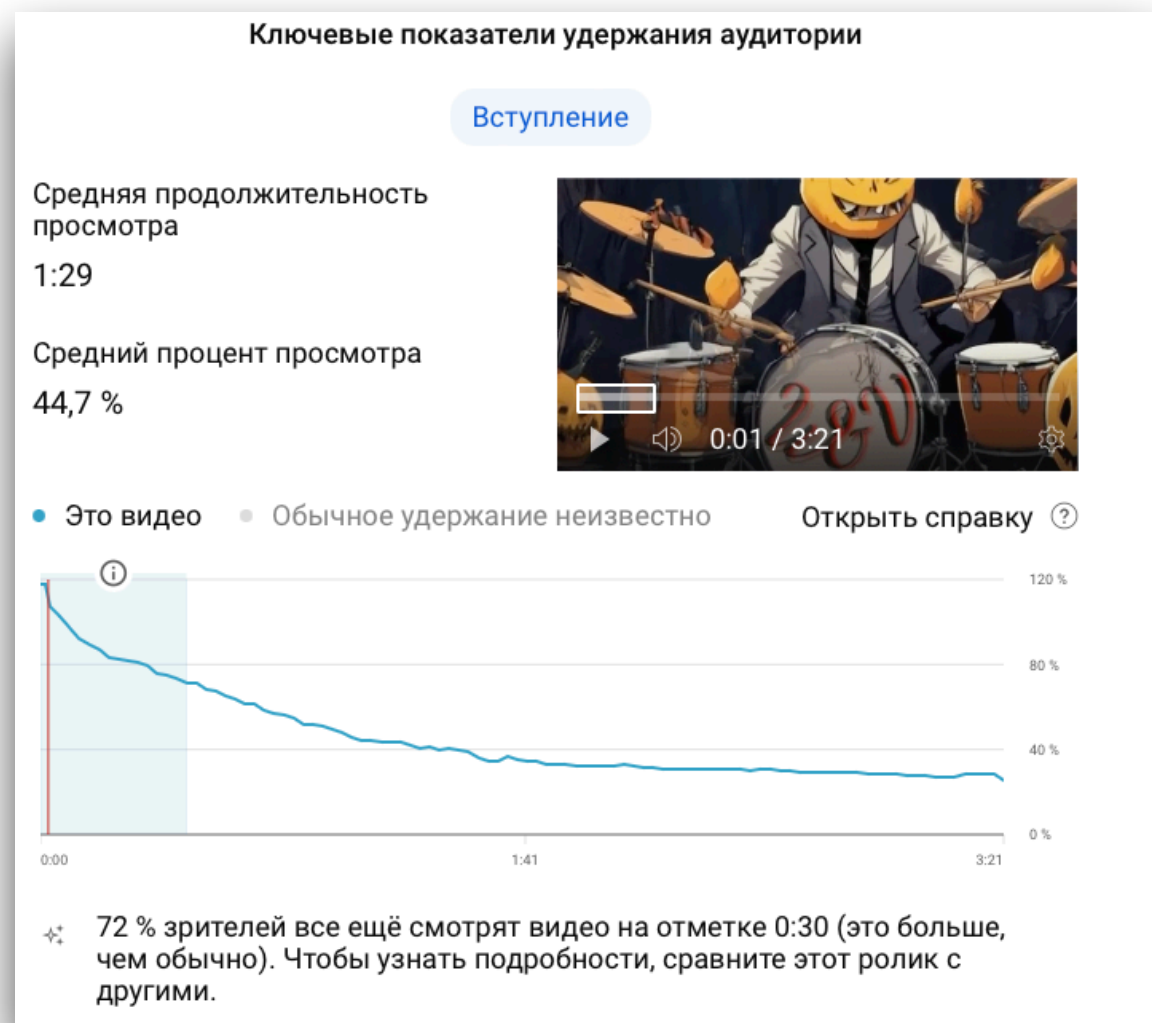 Ключевые показатели удержания аудитории
Вступление
Средняя продолжительность
просмотра
1:29
Средний процент просмотра
44,7 %
2&V
0:01 / 3:21
Это видео
Обычное удержание неизвестно
Открыть справку ?
120 %
80 %
40 %
0 %
0:00
1:41
3:21
72 % зрителей все ещё смотрят видео на отметке 0:30 (это больше,
чем обычно). Чтобы узнать подробности, сравните этот ролик с
другими.